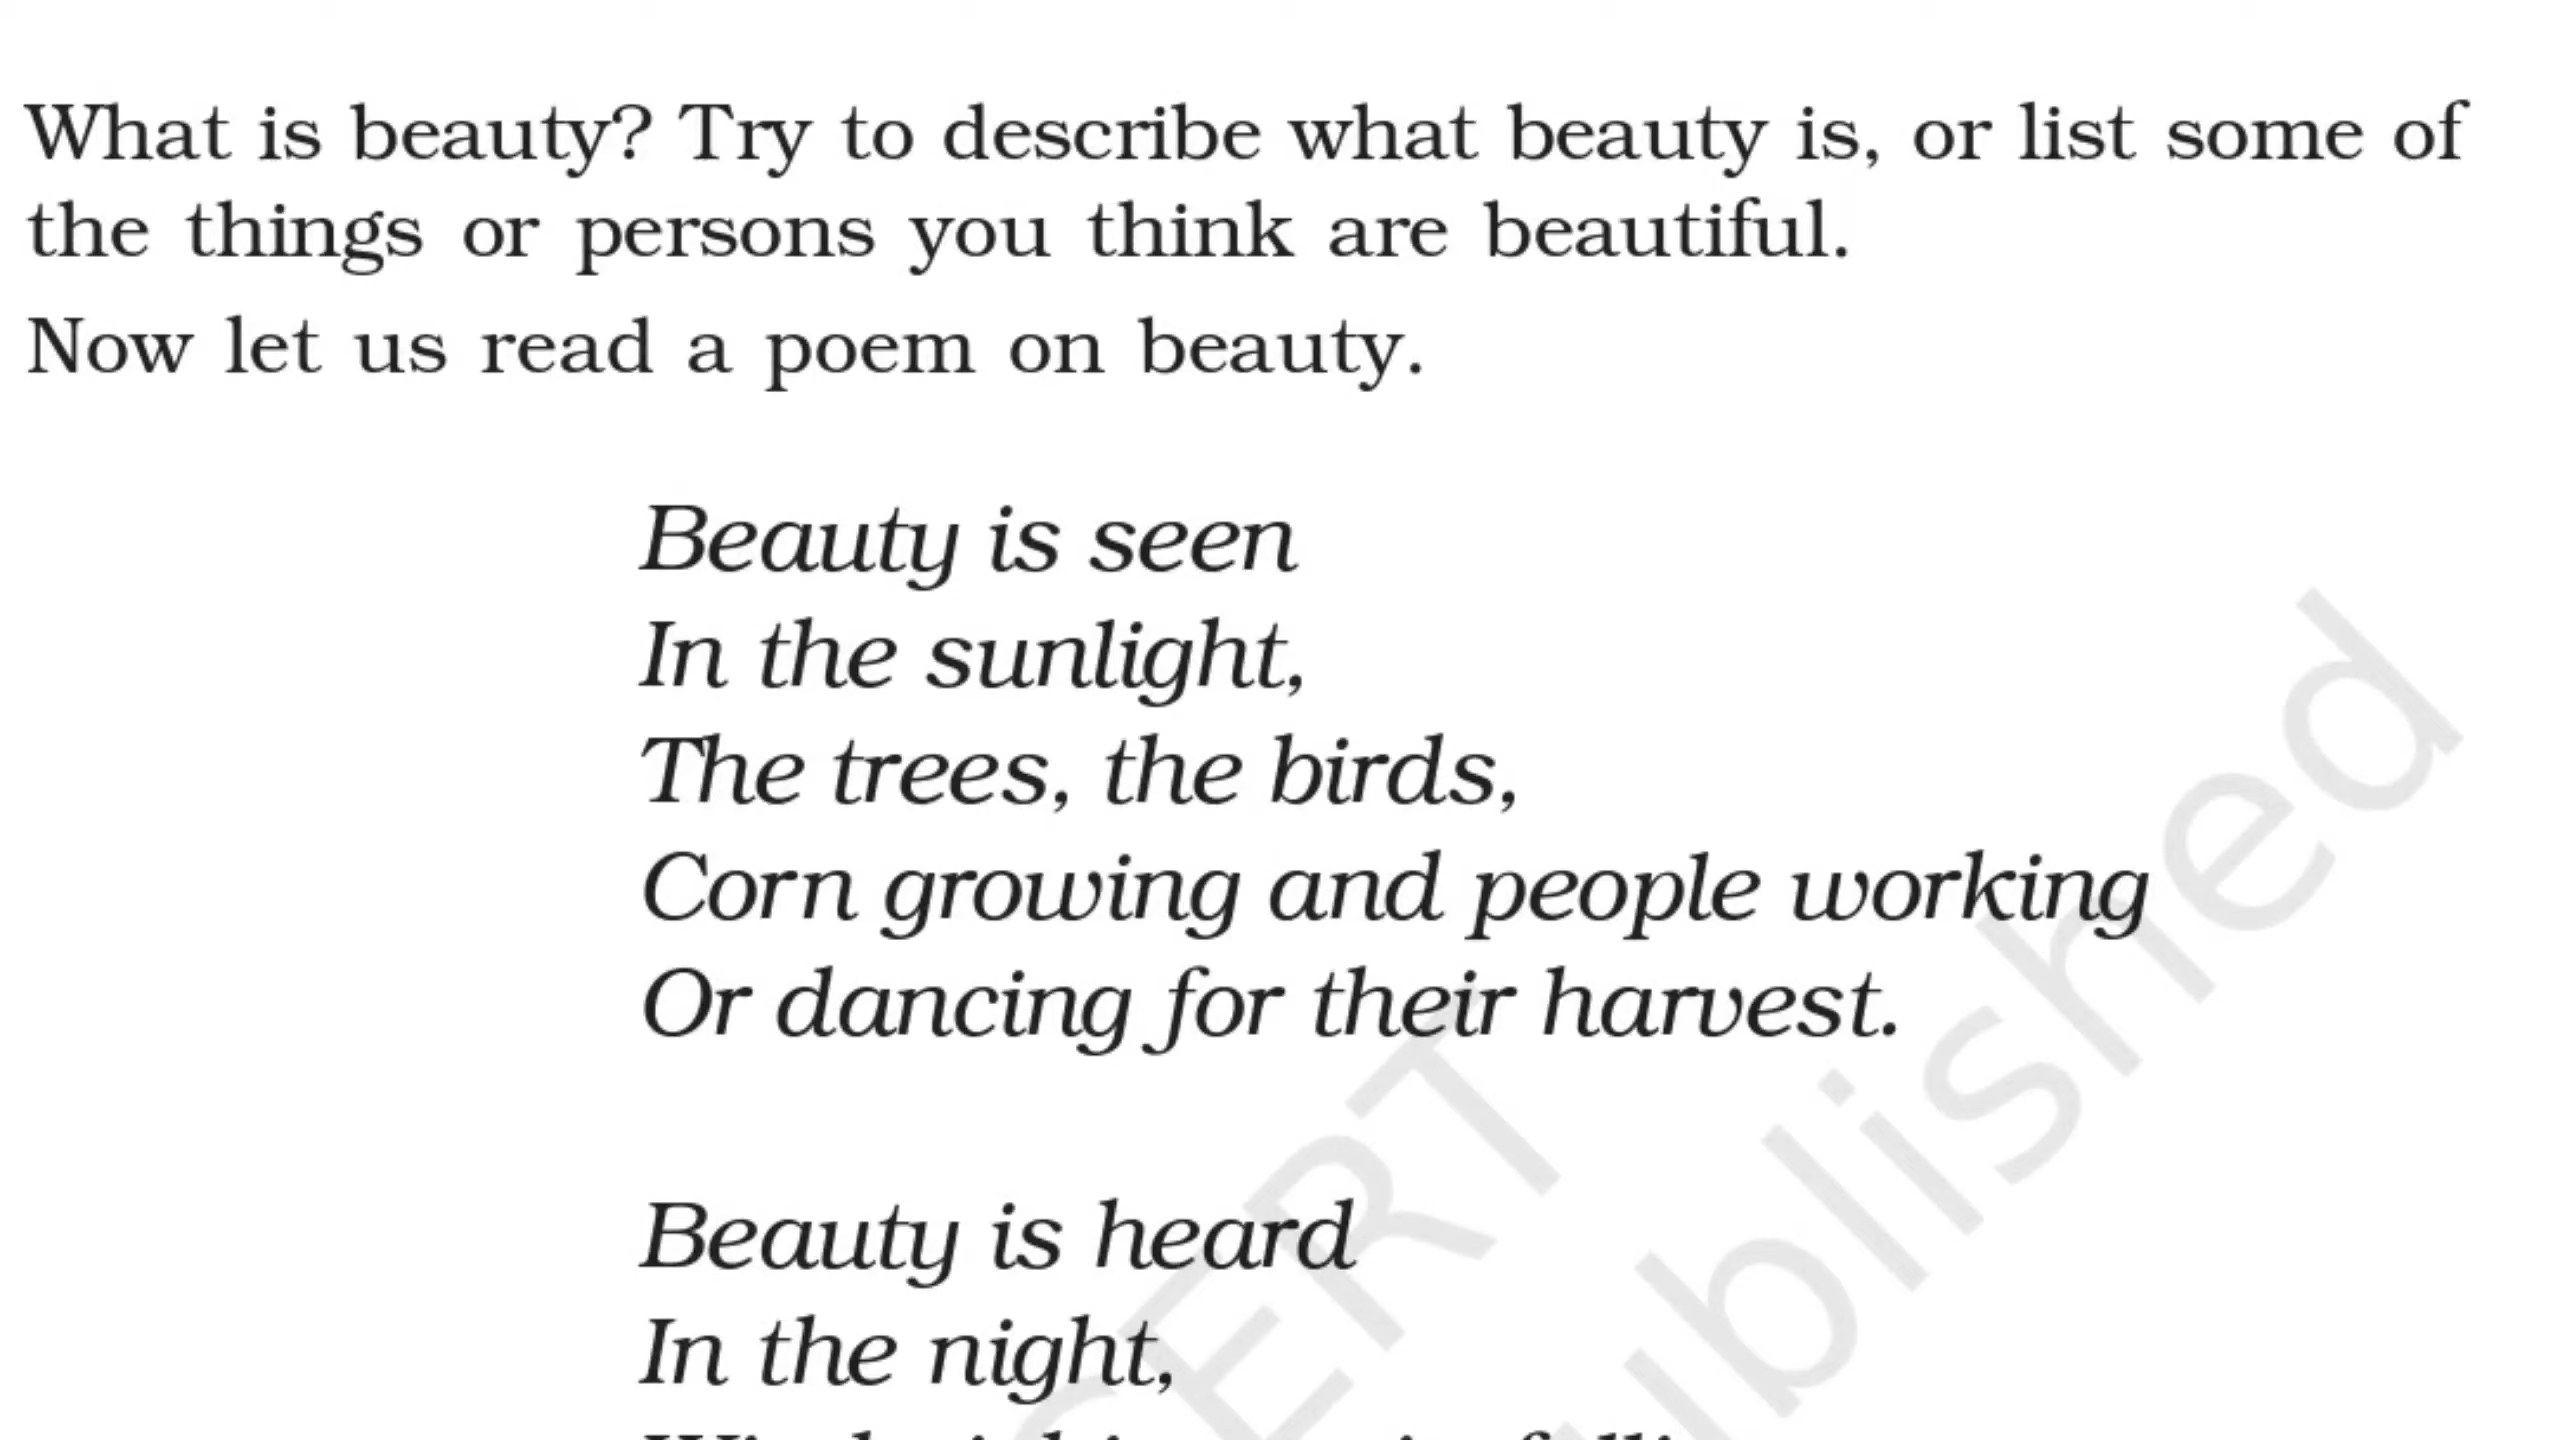 What is beauty? Try to describe what beauty is, or list some of
the things or persons you think are beautiful.
Now let us read a poem on beauty.
Beauty is seen
In the sunlight,
The trees, the birds,
Corn growing and people working
Or dancing for their harvest.
Beauty is heard
In the night,